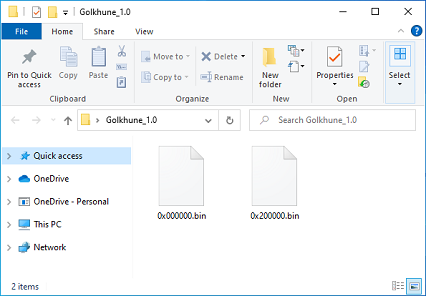 Golkhune_1.0
File Home Share View
Pin to Quick access
Copy
Paste
Clipboard
Move to
Copy to
Delete
Rename
Organize
New folder
New
Properties
Open
Select
Golkhune_1.0
Search Golkhune_1.0
Quick access
OneDrive
OneDrive - Personal
This PC
Network
0x000000.bin
0x200000.bin
2 items